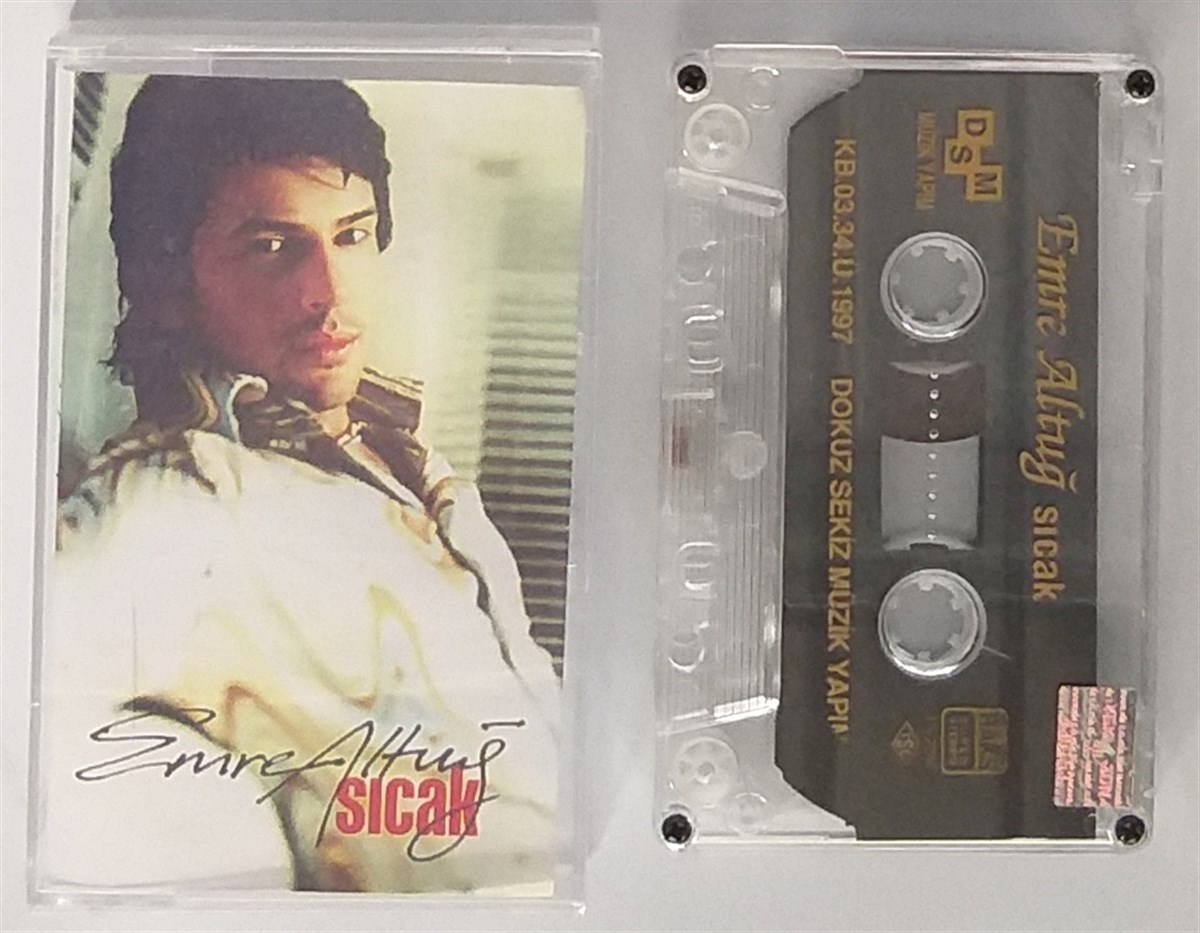 Emre Altuğ
sıcak
Emre Altuğ sıcak
DSM
MÜZİK YAPIM
KB.03.34.Ü.1997 DOKUZ SEKİZ MÜZİK YAPIM